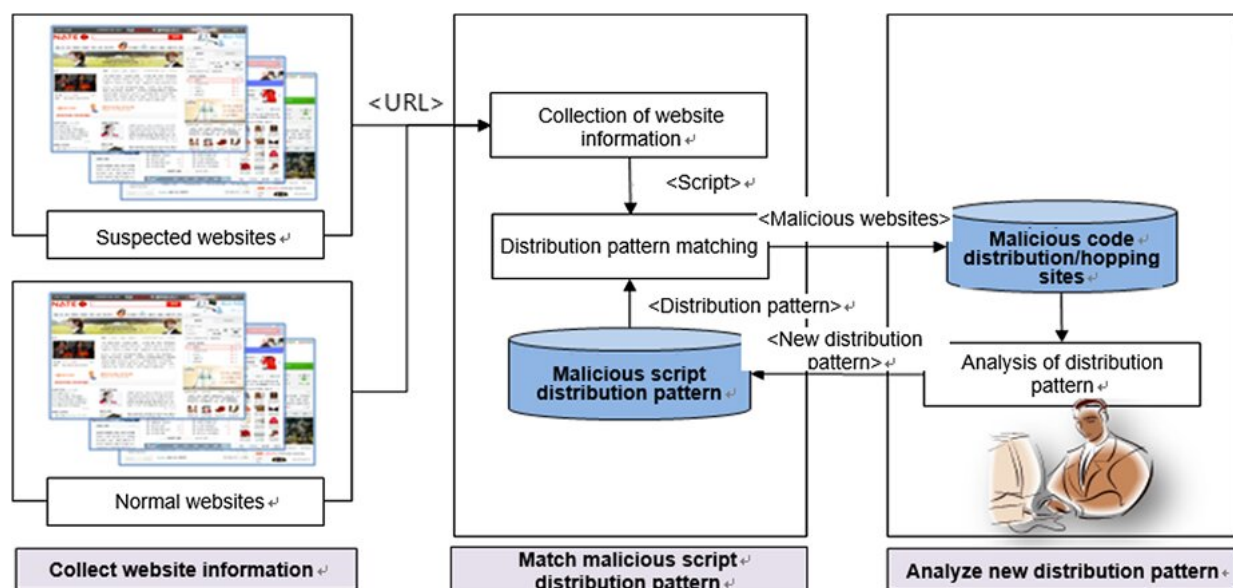 NATE
<URL>
Suspected websites
NATE
Normal websites
Collect website information
Collection of website
information
<Script>
Distribution pattern matching
<Distribution pattern>
Malicious script
distribution pattern
Match malicious script
distribution pattern
<Malicious websites>
Malicious code
distribution/hopping
sites
<New distribution
pattern>
Analysis of distribution
pattern
Analyze new distribution pattern